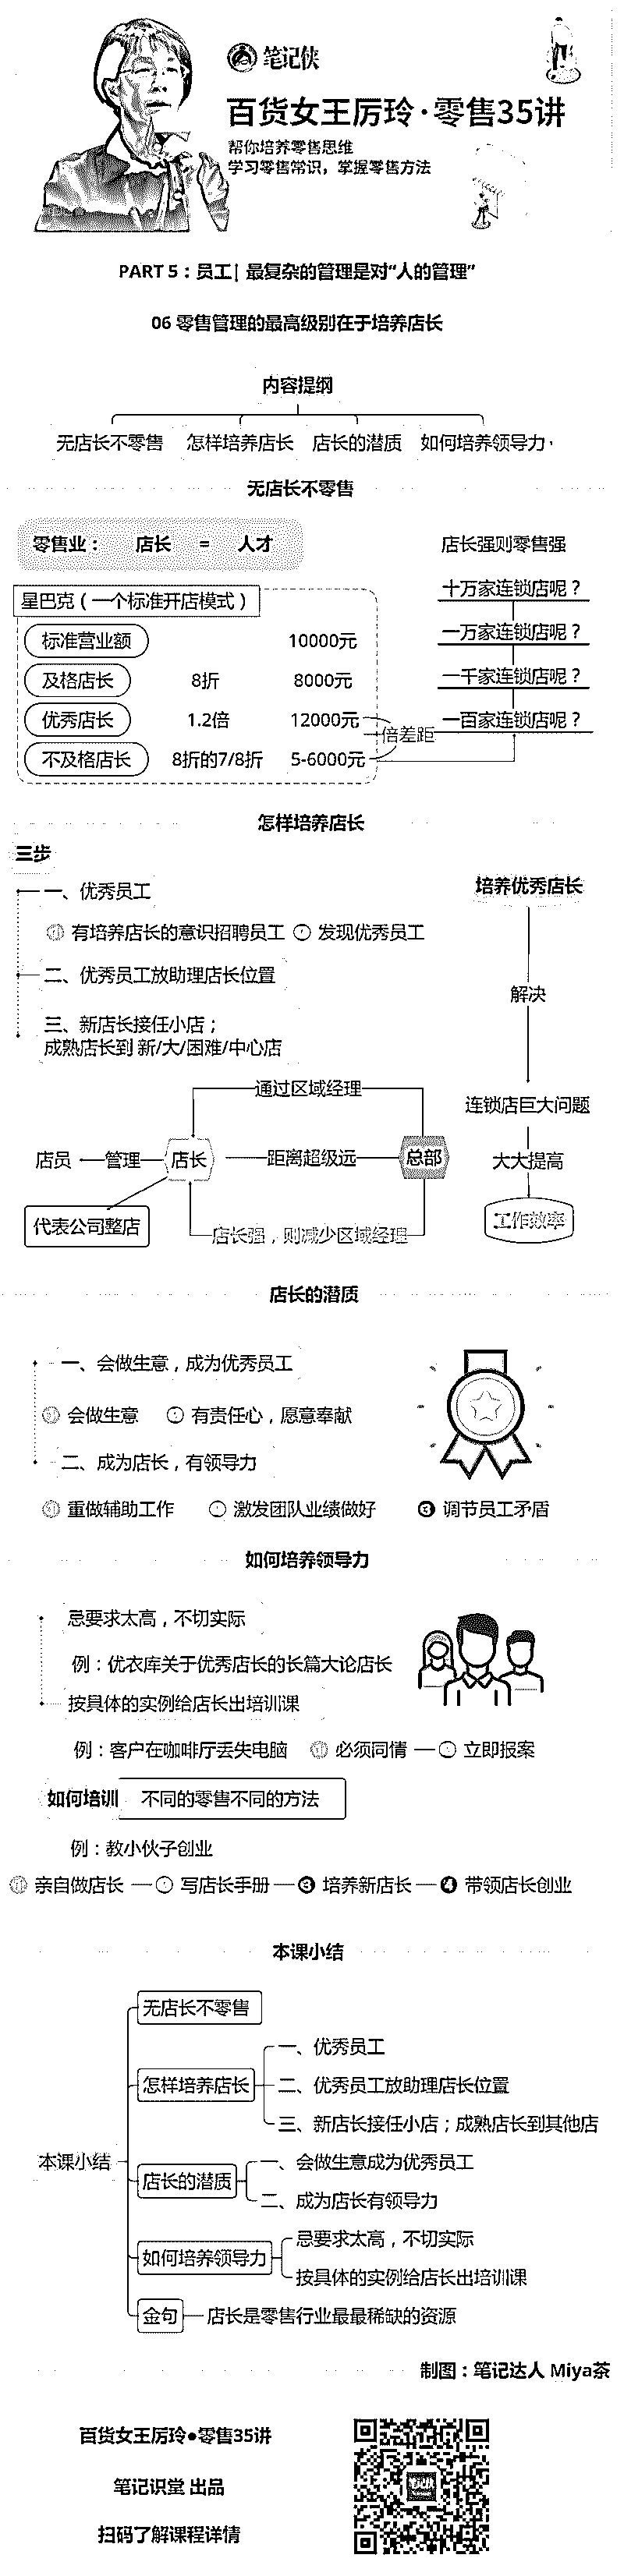 笔记侠
百货女王厉玲·零售35讲
帮你培养零售思维
学习零售常识，掌握零售方法
PART 5：员工| 最复杂的管理是对“人的管理”
06 零售管理的最高级别在于培养店长
内容提纲
无店长不零售 怎样培养店长 店长的潜质 如何培养领导力
无店长不零售
零售业： 店长 = 人才
店长强则零售强
星巴克（一个标准开店模式）
标准营业额 10000元
及格店长 8折 8000元
优秀店长 1.2倍 12000元
不及格店长 8折的7/8折 5-6000元
倍差距
十万家连锁店呢？
一万家连锁店呢？
一千家连锁店呢？
一百家连锁店呢？
怎样培养店长
三步
一、优秀员工
① 有培养店长的意识招聘员工 发现优秀员工
二、优秀员工放助理店长位置
三、新店长接任小店；
成熟店长到 新/大/困难/中心店
培养优秀店长
解决
连锁店巨大问题
大大提高
工作效率
通过区域经理
店员 管理 店长 距离超级远 总部
代表公司整店
店长强，则减少区域经理
店长的潜质
一、会做生意，成为优秀员工
① 会做生意 有责任心，愿意奉献
二、成为店长，有领导力
① 重做辅助工作 激发团队业绩做好 ❸ 调节员工矛盾
如何培养领导力
忌要求太高，不切实际
例：优衣库关于优秀店长的长篇大论店长
按具体的实例给店长出培训课
例：客户在咖啡厅丢失电脑 ① 必须同情 立即报案
如何培训 不同的零售不同的方法
例：教小伙子创业
① 亲自做店长 写店长手册 ❸ 培养新店长 ❹ 带领店长创业
本课小结
本课小结
无店长不零售
怎样培养店长
一、优秀员工
二、优秀员工放助理店长位置
三、新店长接任小店；成熟店长到其他店
店长的潜质
一、会做生意成为优秀员工
二、成为店长有领导力
如何培养领导力
忌要求太高，不切实际
按具体的实例给店长出培训课
金句 店长是零售行业最最稀缺的资源
制图：笔记达人 Miya茶
百货女王厉玲●零售35讲
笔记识堂 出品
扫码了解课程详情